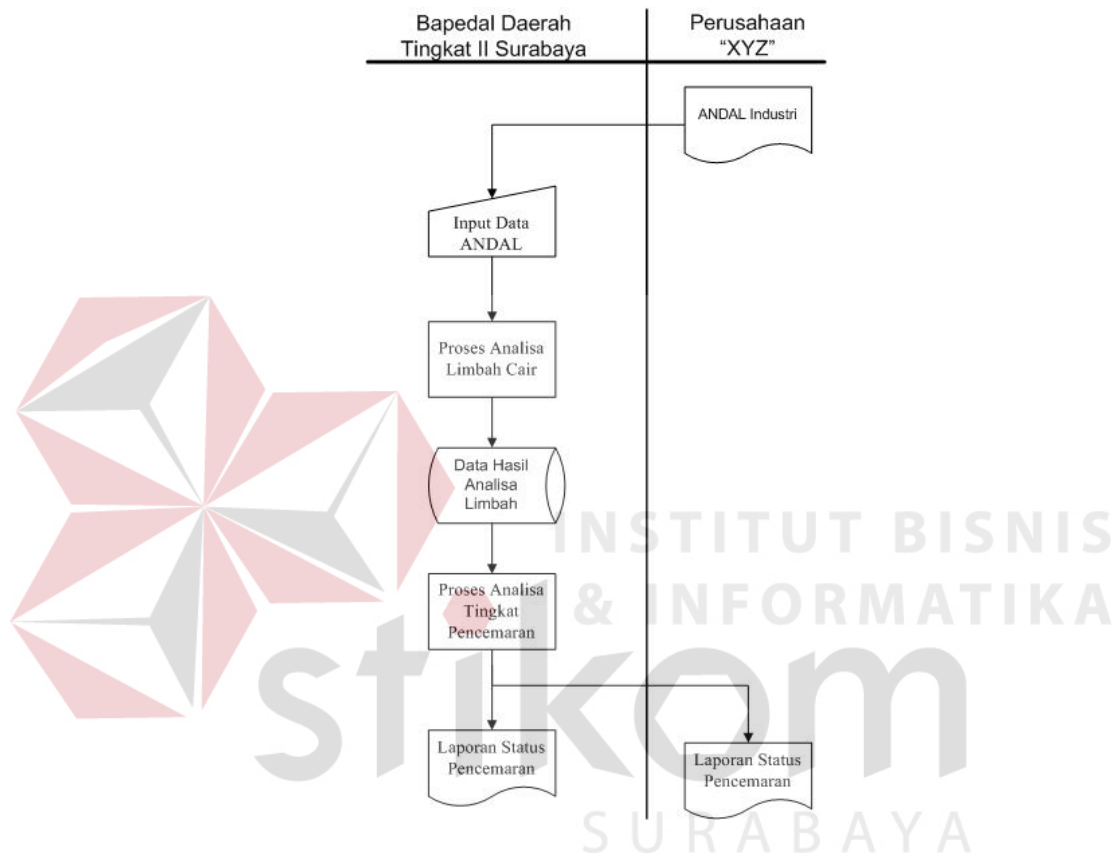 Bapedal Daerah
Tingkat II Surabaya
Perusahaan
“XYZ”
ANDAL Industri
Input Data
ANDAL
Proses Analisa
Limbah Cair
Data Hasil
Analisa
Limbah
Proses Analisa
Tingkat
Pencemaran
Laporan Status
Pencemaran
Laporan Status
Pencemaran
INSTITUT BISNIS
& INFORMATIKA
stikom
SURABAYA